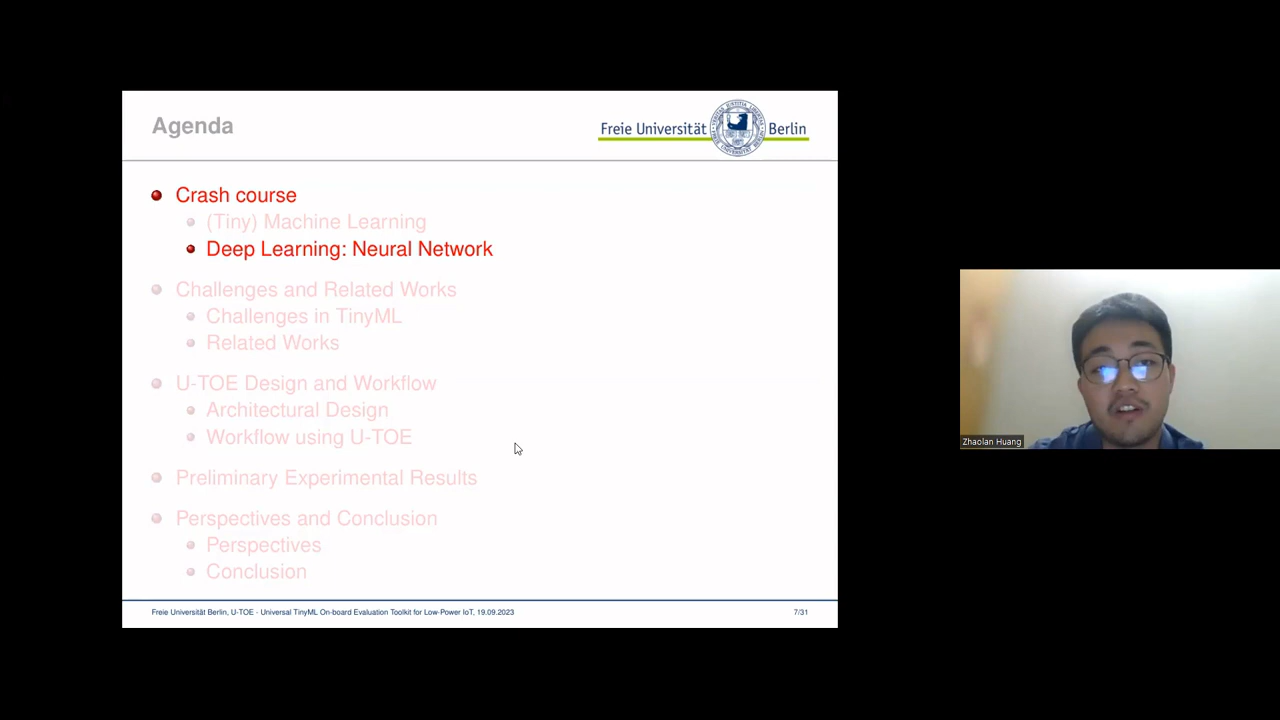 Agenda
Freie Universität Berlin
Crash course
(Tiny) Machine Learning
Deep Learning: Neural Network
Challenges and Related Works
Challenges in TinyML
Related Works
U-TOE Design and Workflow
Architectural Design
Workflow using U-TOE
Preliminary Experimental Results
Perspectives and Conclusion
Perspectives
Conclusion
Freie Universität Berlin, U-TOE - Universal TinyML On-board Evaluation Toolkit for Low-Power IoT, 19.09.2023 7/31
Zhaolan Huang